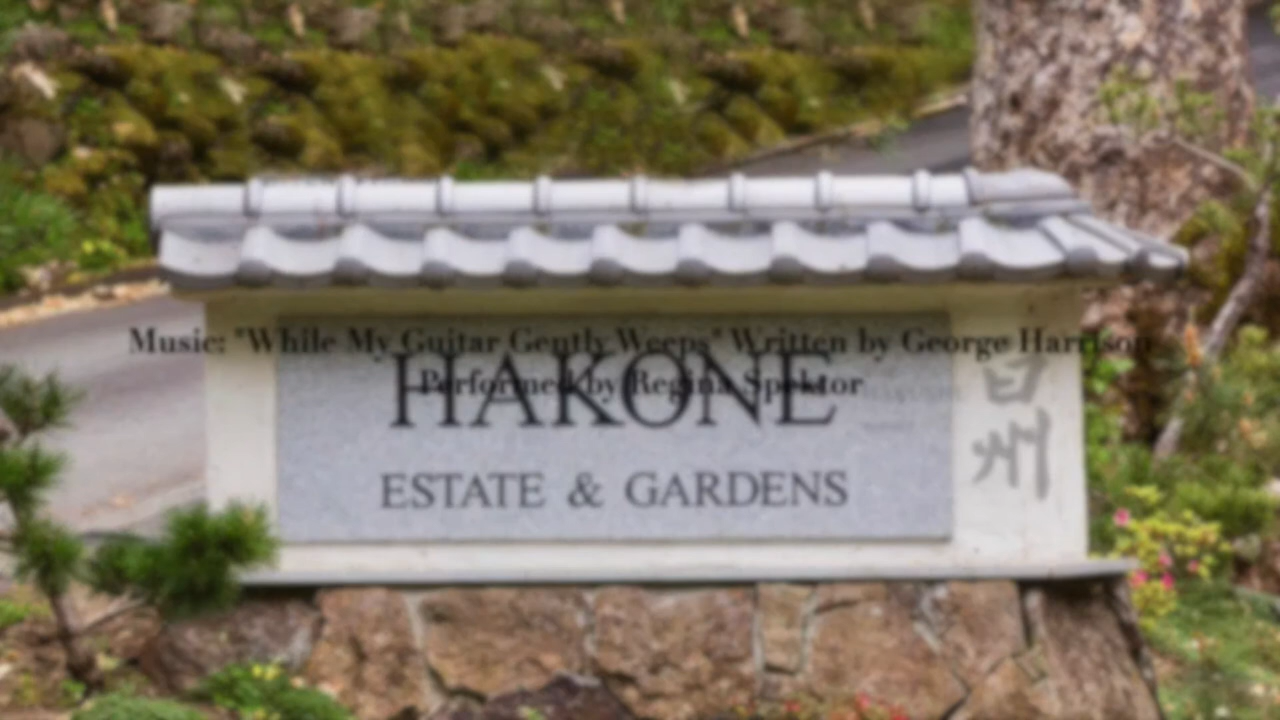 Music: "While My Guitar Gently Weeps" Written by George Harrison
Performed by Regina Spektor
HAKONE
ESTATE & GARDENS